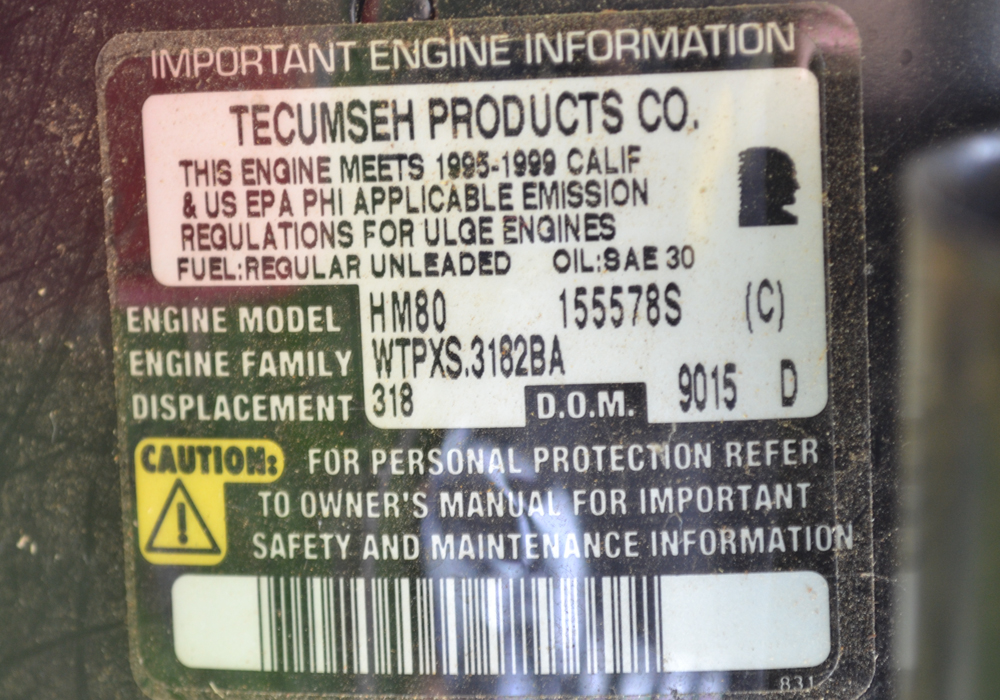 IMPORTANT ENGINE INFORMATION
TECUMSEH PRODUCTS CO.
THIS ENGINE MEETS 1995-1999 CALIF
& US EPA PHI APPLICABLE EMISSION
REGULATIONS FOR ULGE ENGINES
FUEL:REGULAR UNLEADED OIL:SAE 30
ENGINE MODEL HM80 155578S (C)
ENGINE FAMILY WTPXS.3182BA
DISPLACEMENT 318 D.O.M. 9015 D
CAUTION: FOR PERSONAL PROTECTION REFER
TO OWNER'S MANUAL FOR IMPORTANT
SAFETY AND MAINTENANCE INFORMATION
831